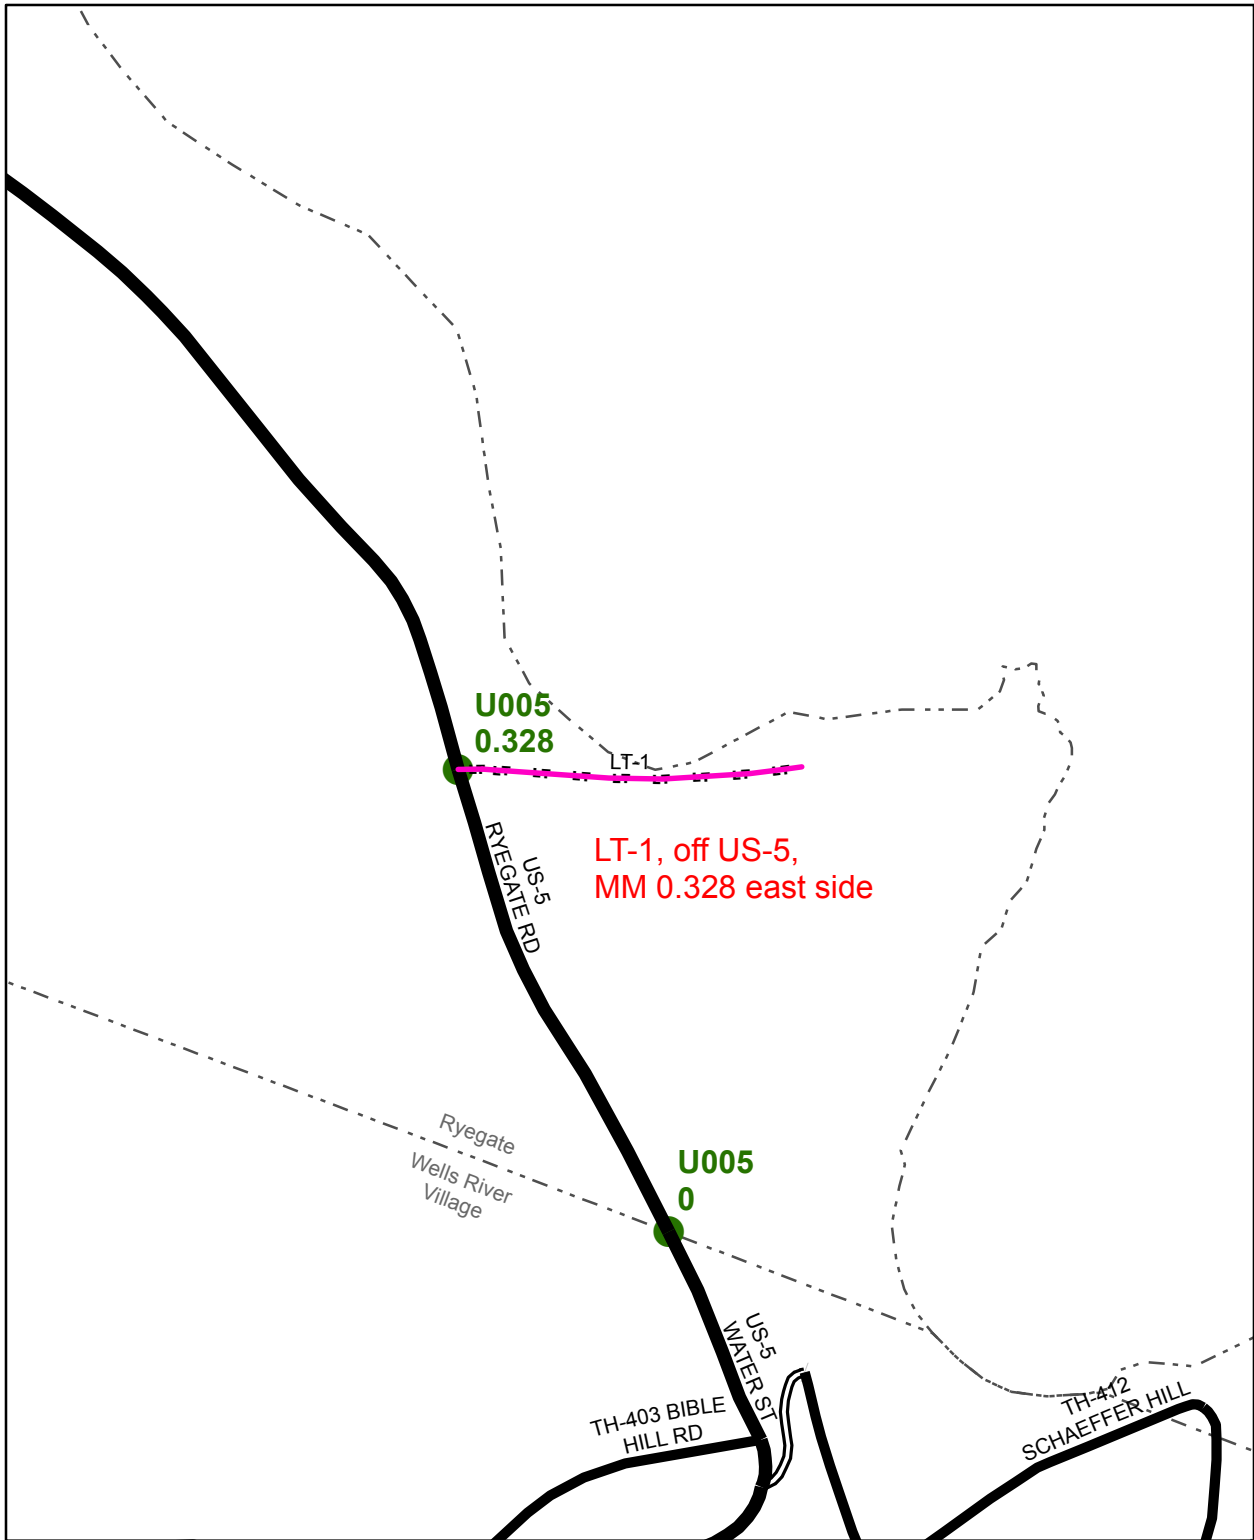 U005
0.328
LT-1
LT-1, off US-5,
MM 0.328 east side
US-5
RYEGATE RD
Ryegate
Wells River
Village
U005
0
US-5
WATER ST
TH-403 BIBLE
HILL RD
TH-412
SCHAEFFER HILL